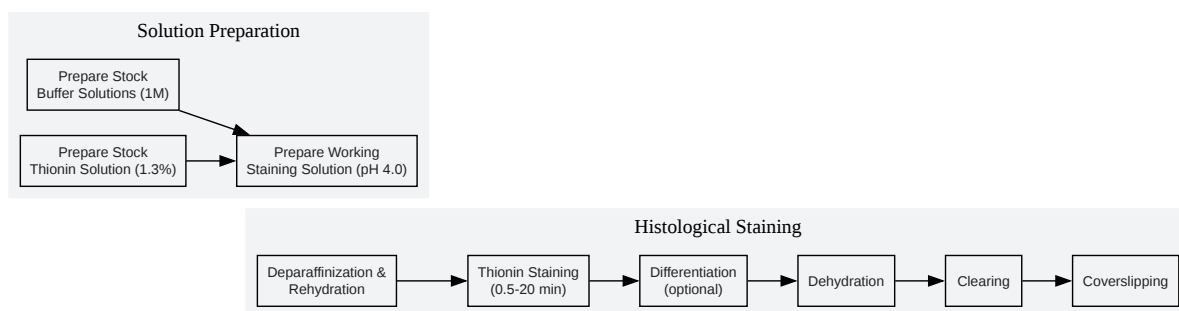 Solution Preparation
Prepare Stock
Buffer Solutions (1M)
Prepare Stock
Thionin Solution (1.3%)
Prepare Working
Staining Solution (pH 4.0)
Histological Staining
Deparaffinization &
Rehydration
Thionin Staining
(0.5-20 min)
Differentiation
(optional)
Dehydration
Clearing
Coverslipping